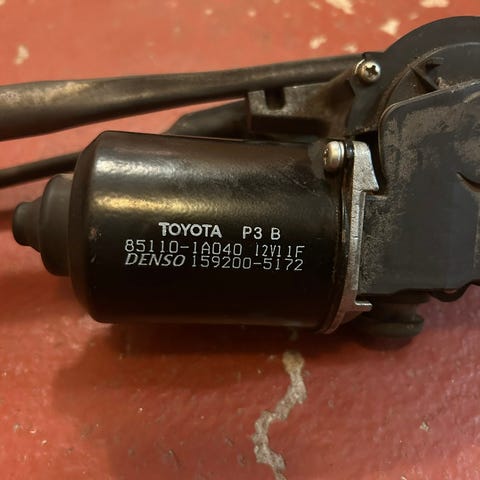 TOYOTA P3 B
85110-1A040 12V11F
DENSO 159200-5172